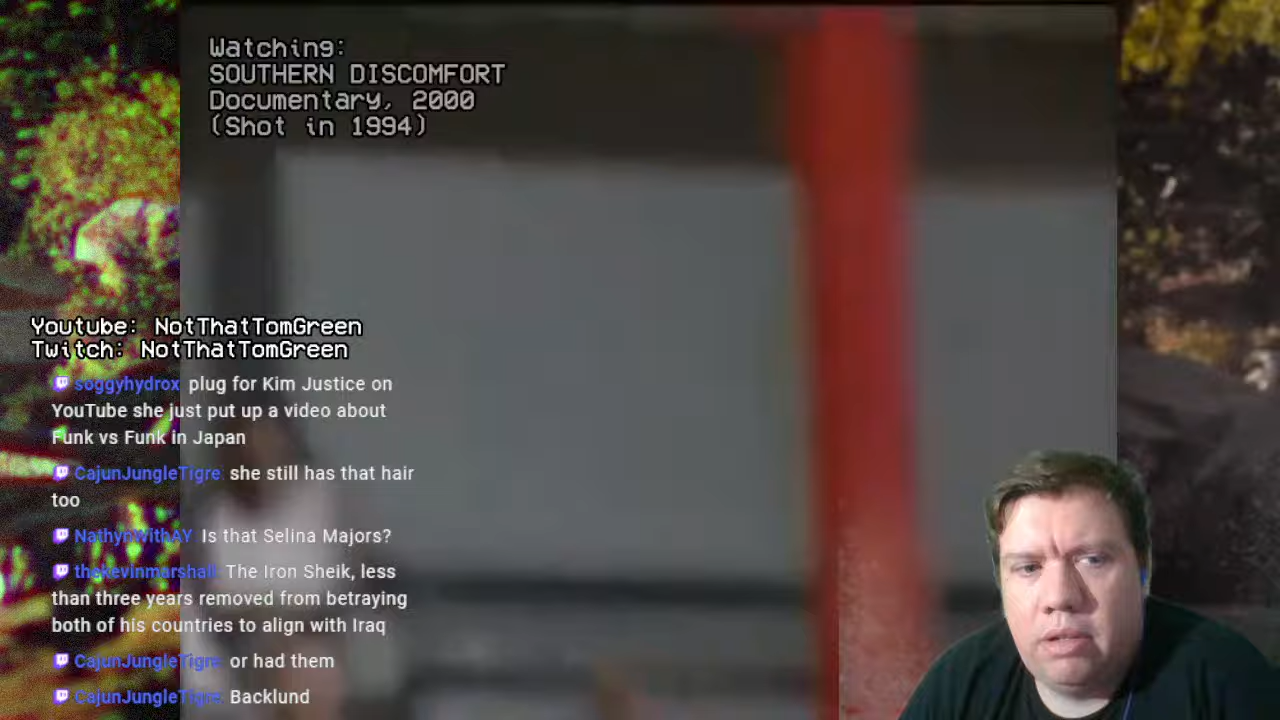 Watching:
SOUTHERN DISCOMFORT
Documentary, 2000
(Shot in 1994)
Youtube: NotThatTomGreen
Twitch: NotThatTomGreen
soggyhydrox plug for Kim Justice on
YouTube she just put up a video about
Funk vs Funk in Japan
CajunJungleTigre she still has that hair
too
NathynWithAY Is that Selina Majors?
thekevinmarshall The Iron Sheik, less
than three years removed from betraying
both of his countries to align with Iraq
CajunJungleTigre or had them
CajunJungleTigre Backlund